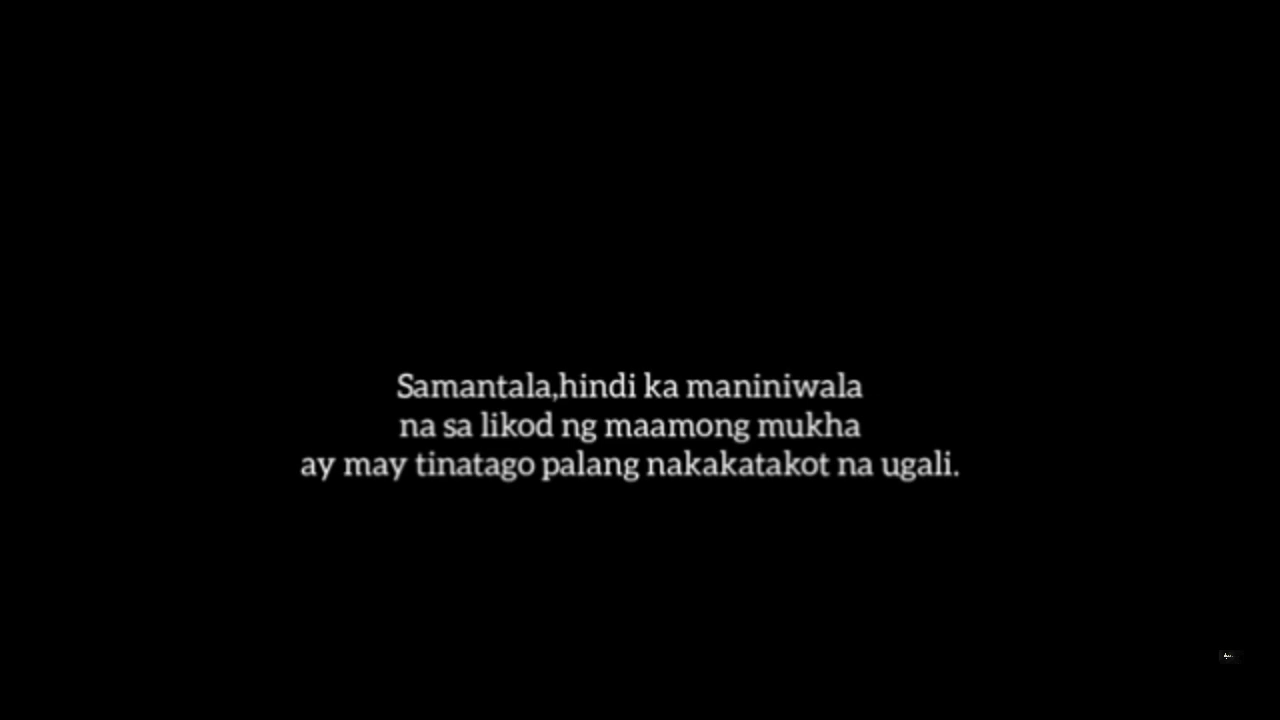 Samantala,hindi ka maniniwala
na sa likod ng maamong mukha
ay may tinatago palang nakakatakot na ugali.